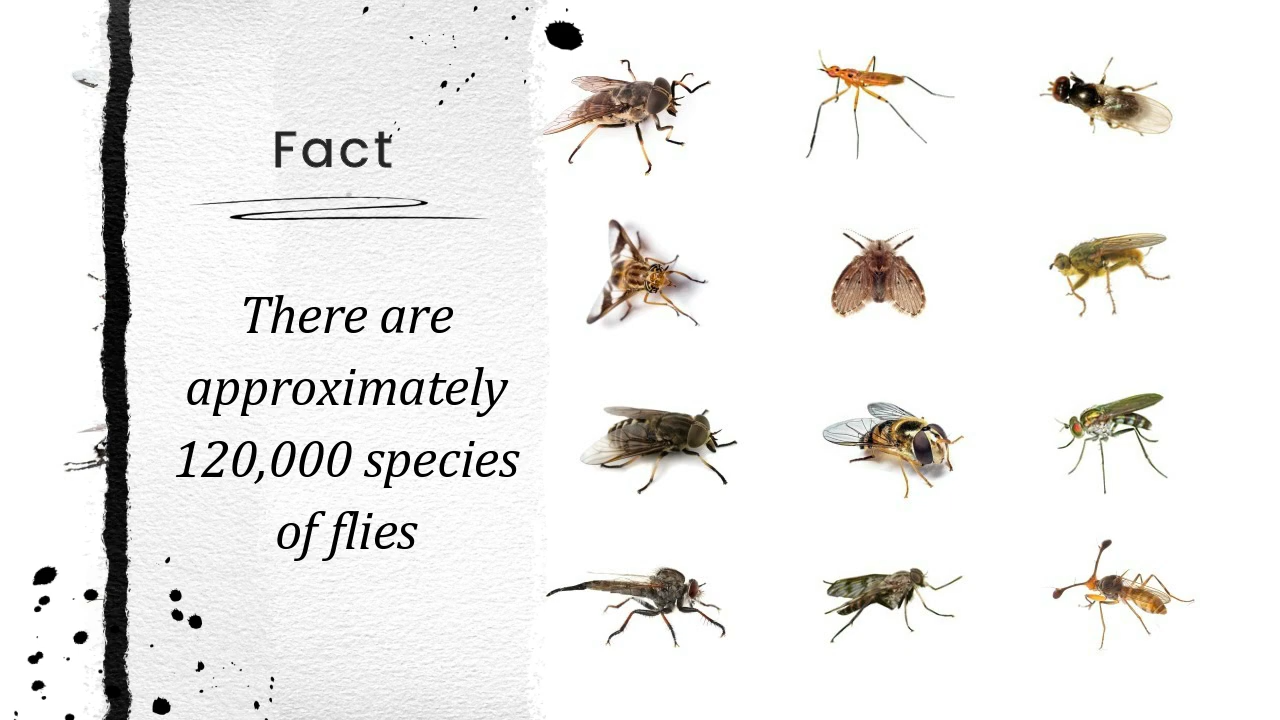 Fact
There are
approximately
120,000 species
of flies